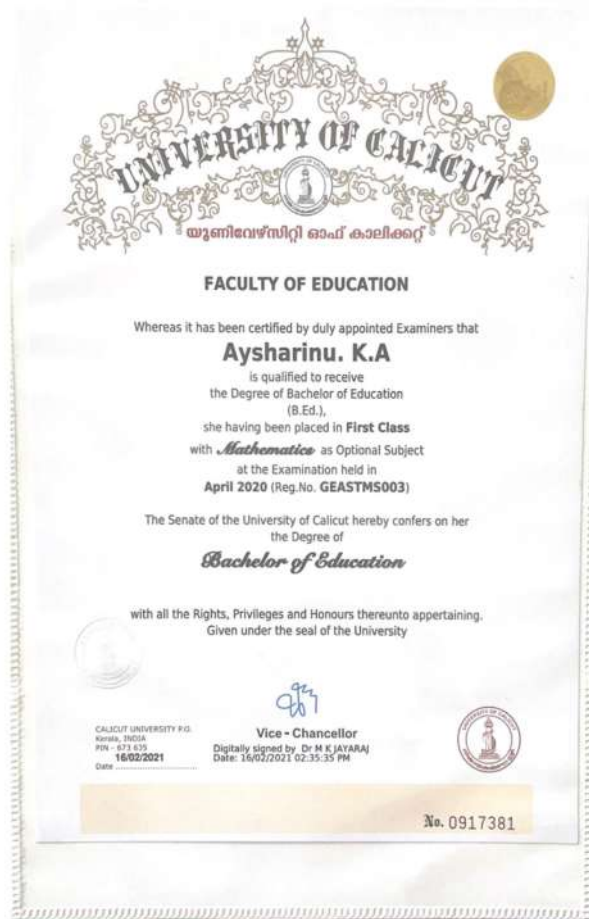 UNIVERSITY OF CALICUT
യൂണിവേഴ്സിറ്റി ഓഫ് കാലിക്കറ്റ്
FACULTY OF EDUCATION
Whereas it has been certified by duly appointed Examiners that
Aysharinu. K.A
is qualified to receive
the Degree of Bachelor of Education
(B.Ed.),
she having been placed in First Class
with Mathematics as Optional Subject
at the Examination held in
April 2020 (Reg.No. GEASTMS003)
The Senate of the University of Calicut hereby confers on her
the Degree of
Bachelor of Education
with all the Rights, Privileges and Honours thereunto appertaining.
Given under the seal of the University
CALICUT UNIVERSITY P.O.
Kerala, INDIA
PIN - 673 635
16/02/2021
Date
Vice - Chancellor
Digitally signed by Dr M K JAYARAJ
Date: 16/02/2021 02:35:35 PM
No. 0917381